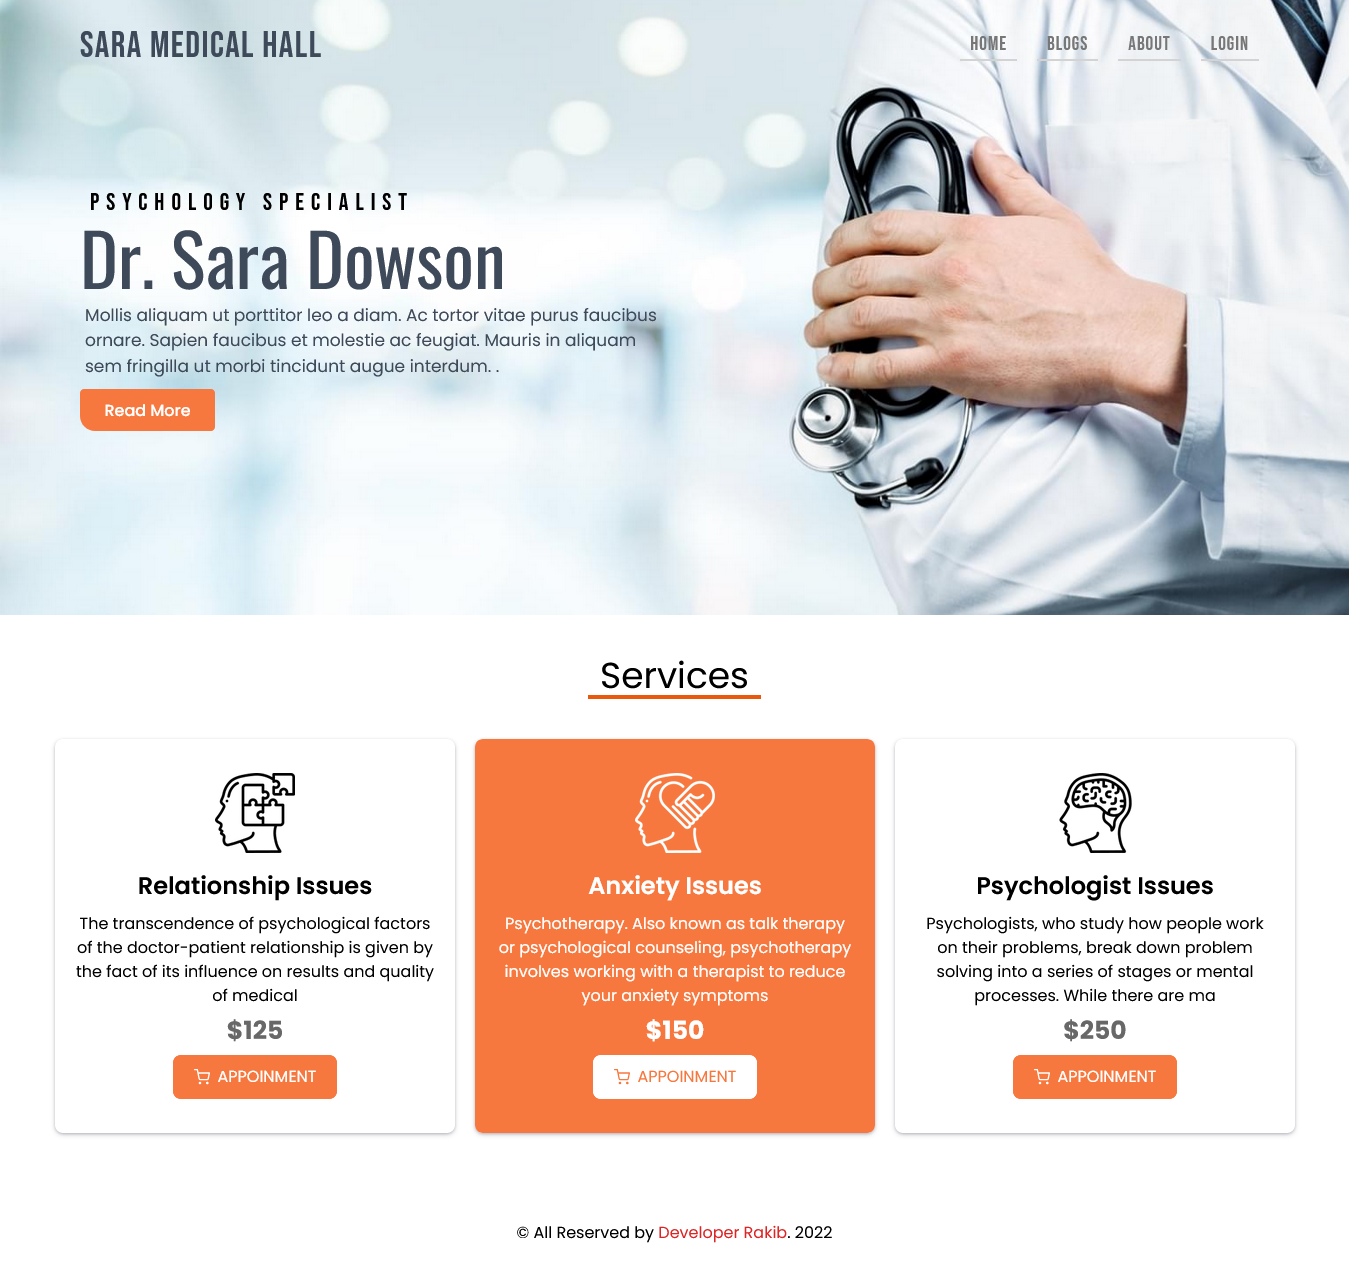 SARA MEDICAL HALL
HOME BLOGS ABOUT LOGIN
PSYCHOLOGY SPECIALIST
Dr. Sara Dowson
Mollis aliquam ut porttitor leo a diam. Ac tortor vitae purus faucibus
ornare. Sapien faucibus et molestie ac feugiat. Mauris in aliquam
sem fringilla ut morbi tincidunt augue interdum. .
Read More
Services
Relationship Issues
The transcendence of psychological factors
of the doctor-patient relationship is given by
the fact of its influence on results and quality
of medical
$125
APPOINMENT
Anxiety Issues
Psychotherapy. Also known as talk therapy
or psychological counseling, psychotherapy
involves working with a therapist to reduce
your anxiety symptoms
$150
APPOINMENT
Psychologist Issues
Psychologists, who study how people work
on their problems, break down problem
solving into a series of stages or mental
processes. While there are ma
$250
APPOINMENT
© All Reserved by Developer Rakib. 2022